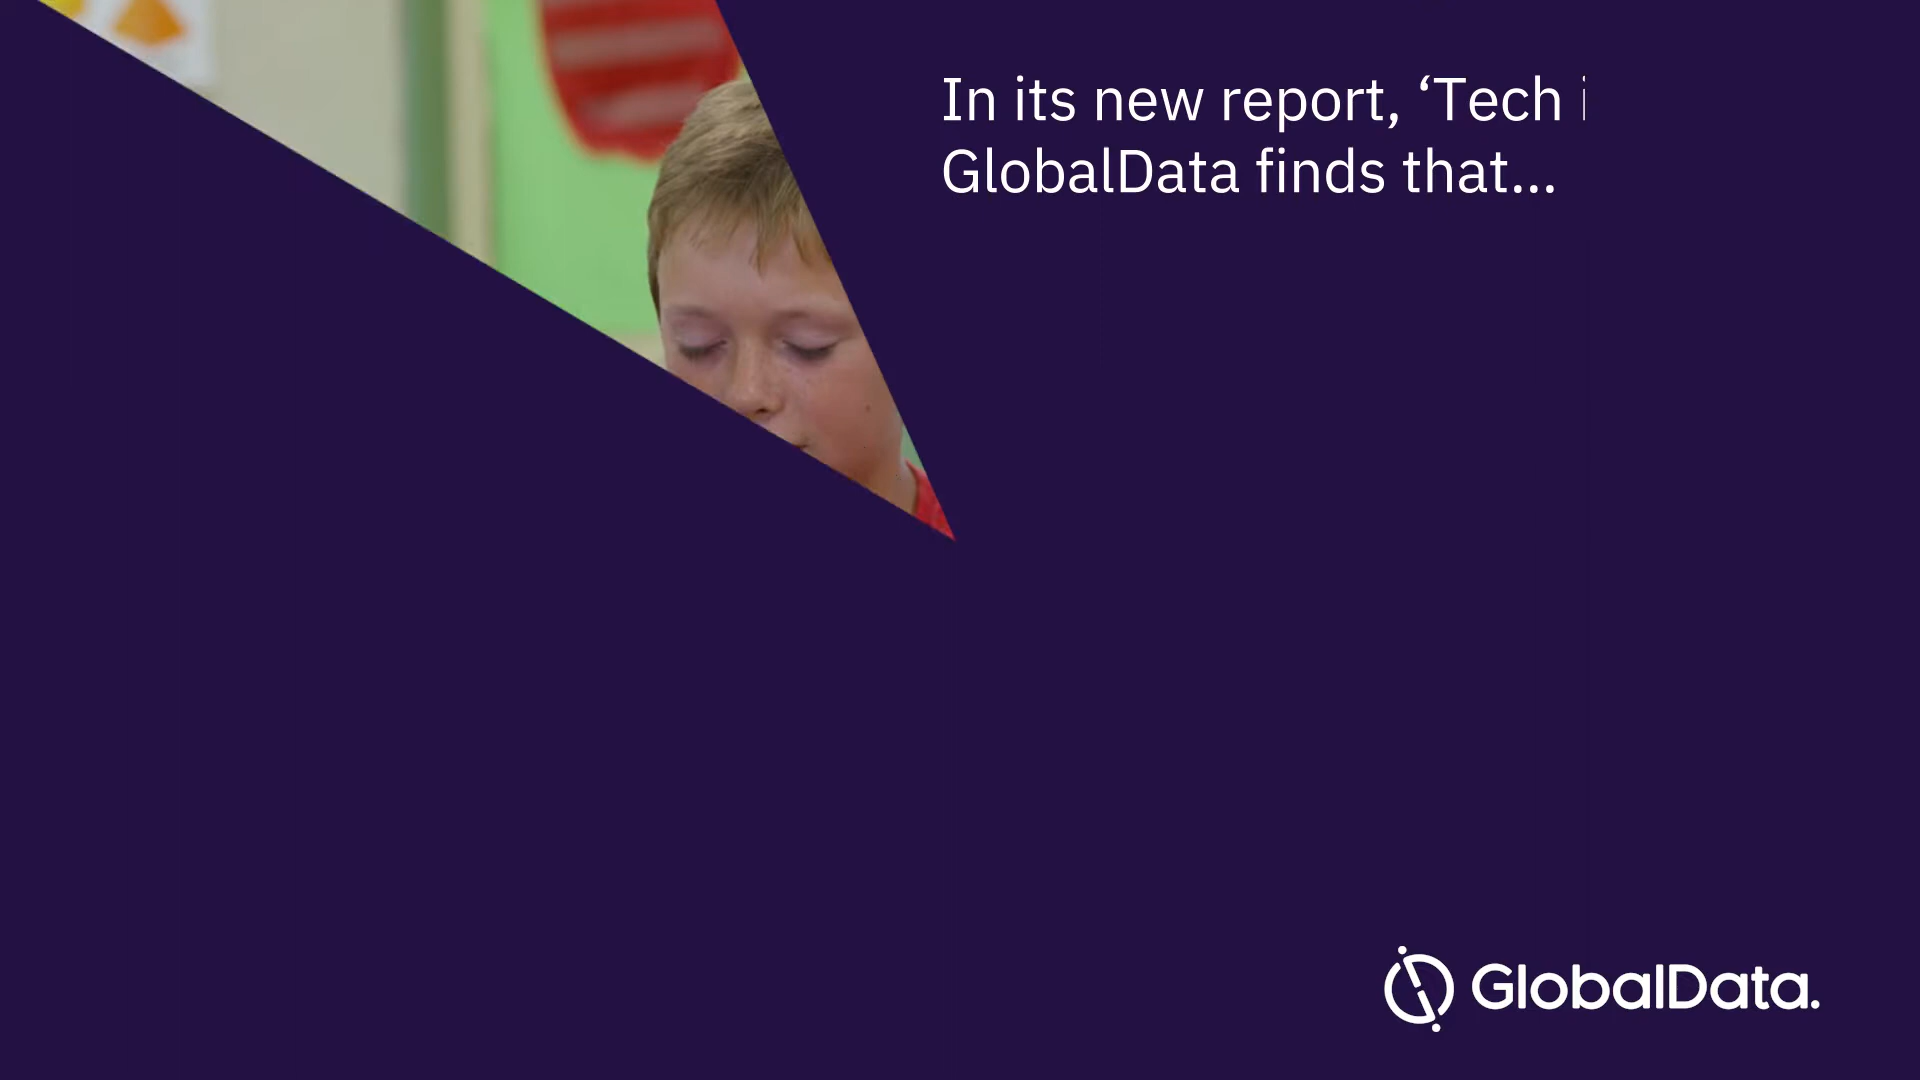 In its new report, ‘Tech
GlobalData finds that...
GlobalData.